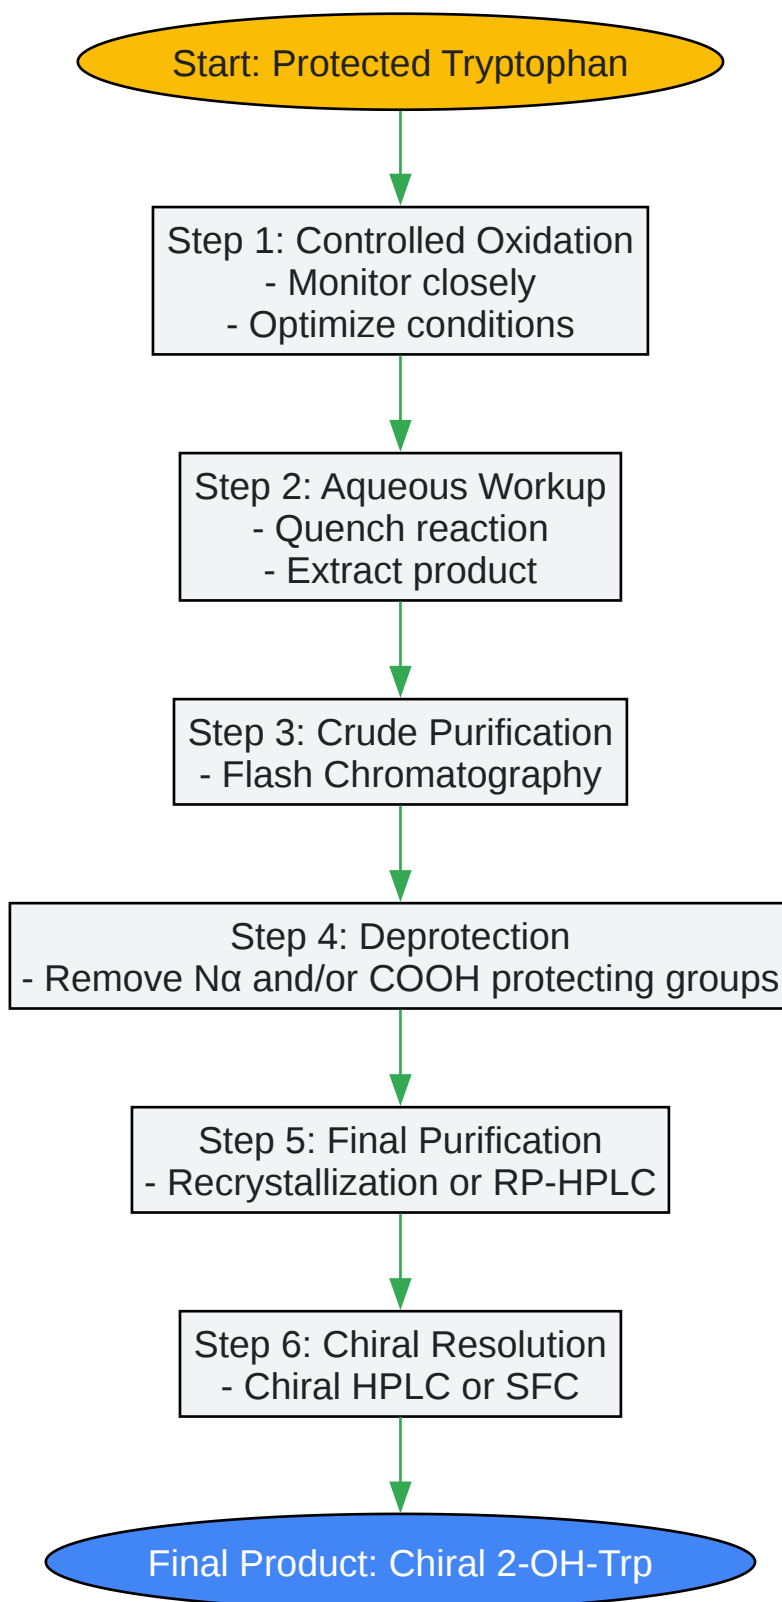 Start: Protected Tryptophan
Step 1: Controlled Oxidation
- Monitor closely
- Optimize conditions
Step 2: Aqueous Workup
- Quench reaction
- Extract product
Step 3: Crude Purification
- Flash Chromatography
Step 4: Deprotection
- Remove Nα and/or COOH protecting groups
Step 5: Final Purification
- Recrystallization or RP-HPLC
Step 6: Chiral Resolution
- Chiral HPLC or SFC
Final Product: Chiral 2-OH-Trp